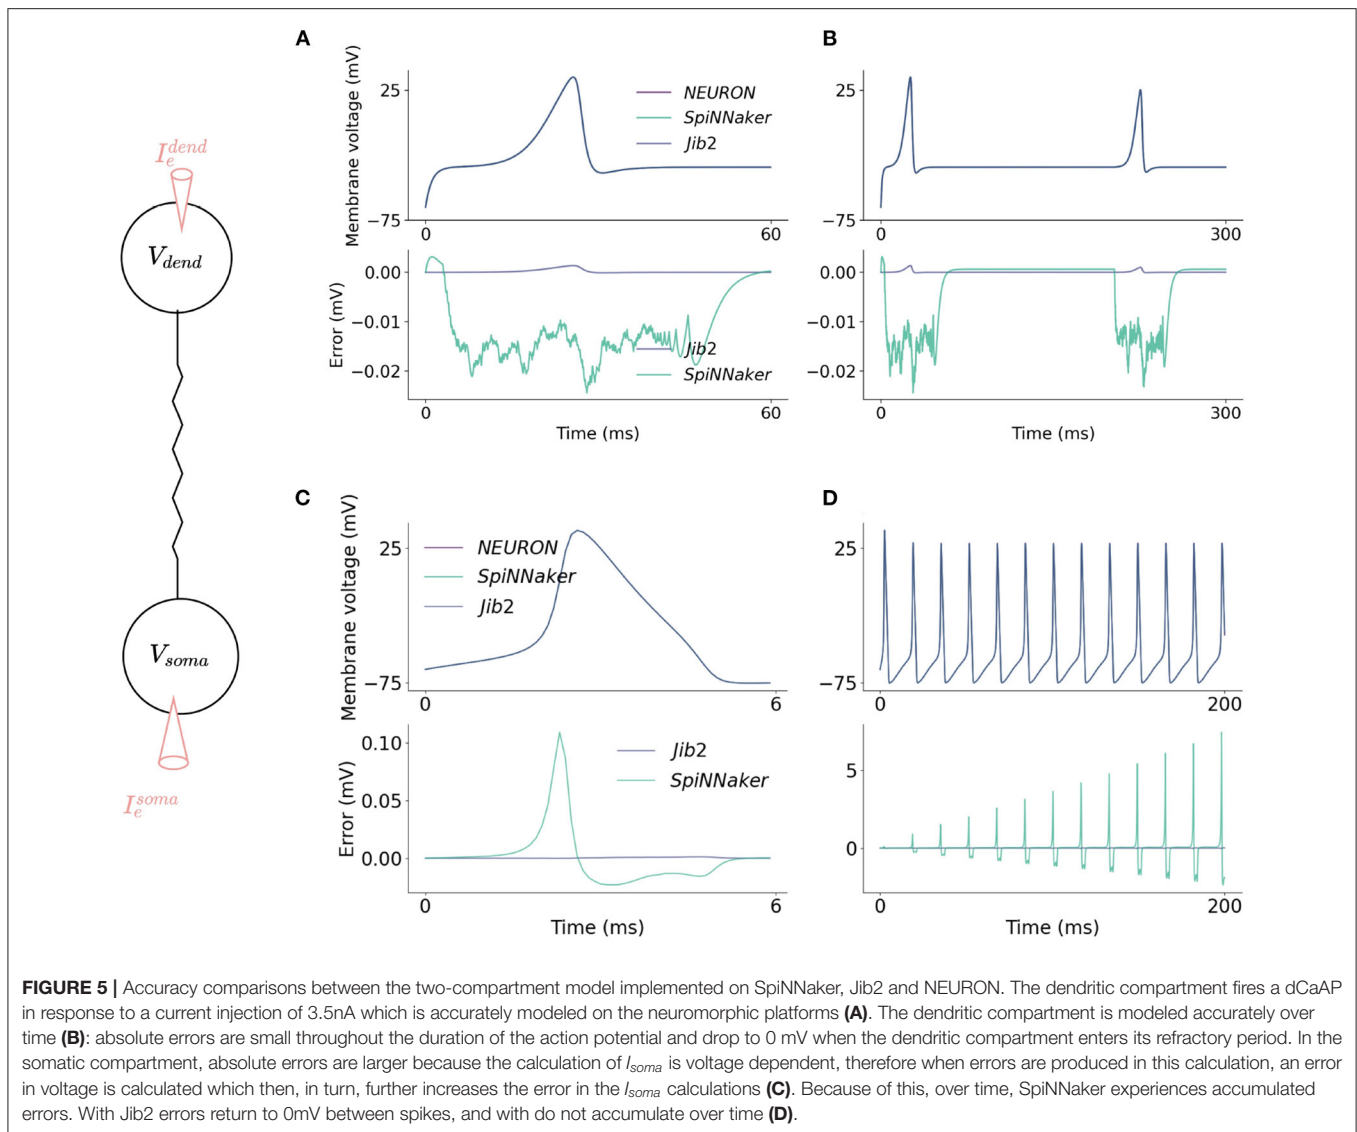 A
B
I_e^dend
V_dend
V_soma
I_e^soma
Membrane voltage (mV)
25
−75
NEURON
SpiNNaker
Jib2
0
60
25
−75
0
300
Error (mV)
0.00
−0.01
−0.02
Jib2
SpiNNaker
0
60
Time (ms)
0.00
−0.01
−0.02
0
300
Time (ms)
C
D
Membrane voltage (mV)
25
−75
NEURON
SpiNNaker
Jib2
0
6
25
−75
0
200
Error (mV)
0.10
0.05
0.00
Jib2
SpiNNaker
0
6
Time (ms)
5
0
0
200
Time (ms)
FIGURE 5 | Accuracy comparisons between the two-compartment model implemented on SpiNNaker, Jib2 and NEURON. The dendritic compartment fires a dCaAP
in response to a current injection of 3.5nA which is accurately modeled on the neuromorphic platforms (A). The dendritic compartment is modeled accurately over
time (B): absolute errors are small throughout the duration of the action potential and drop to 0 mV when the dendritic compartment enters its refractory period. In the
somatic compartment, absolute errors are larger because the calculation of I_soma is voltage dependent, therefore when errors are produced in this calculation, an error
in voltage is calculated which then, in turn, further increases the error in the I_soma calculations (C). Because of this, over time, SpiNNaker experiences accumulated
errors. With Jib2 errors return to 0mV between spikes, and with do not accumulate over time (D).